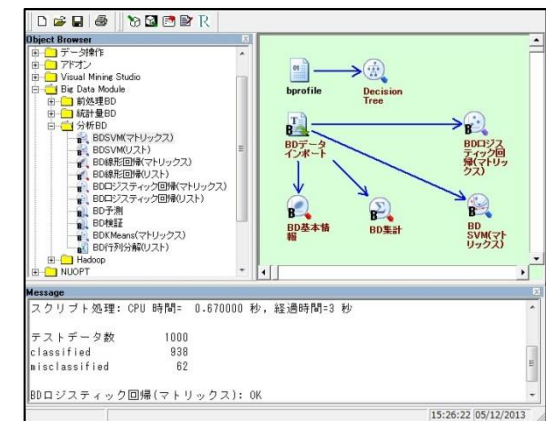 R
Object Browser
データ操作
アドオン
Visual Mining Studio
Big Data Module
前処理BD
統計量BD
分析BD
BDSVM(マトリックス)
BDSVM(リスト)
BD線形回帰(マトリックス)
BD線形回帰(リスト)
BDロジスティック回帰(マトリックス)
BDロジスティック回帰(リスト)
BD予測
BD検証
BDKMeans(マトリックス)
BD行列分解(リスト)
Hadoop
NUOPT
bprofile
Decision
Tree
BDデータ
インポート
BDロジス
ティック回
帰(マトリッ
クス)
BD基本情
報
BD集計
BD
SVM(マト
リックス)
Message
スクリプト処理: CPU 時間= 0.670000 秒, 経過時間=3 秒
テストデータ数 1000
classified 938
misclassified 62
BDロジスティック回帰(マトリックス): OK
15:26:22 05/12/2013